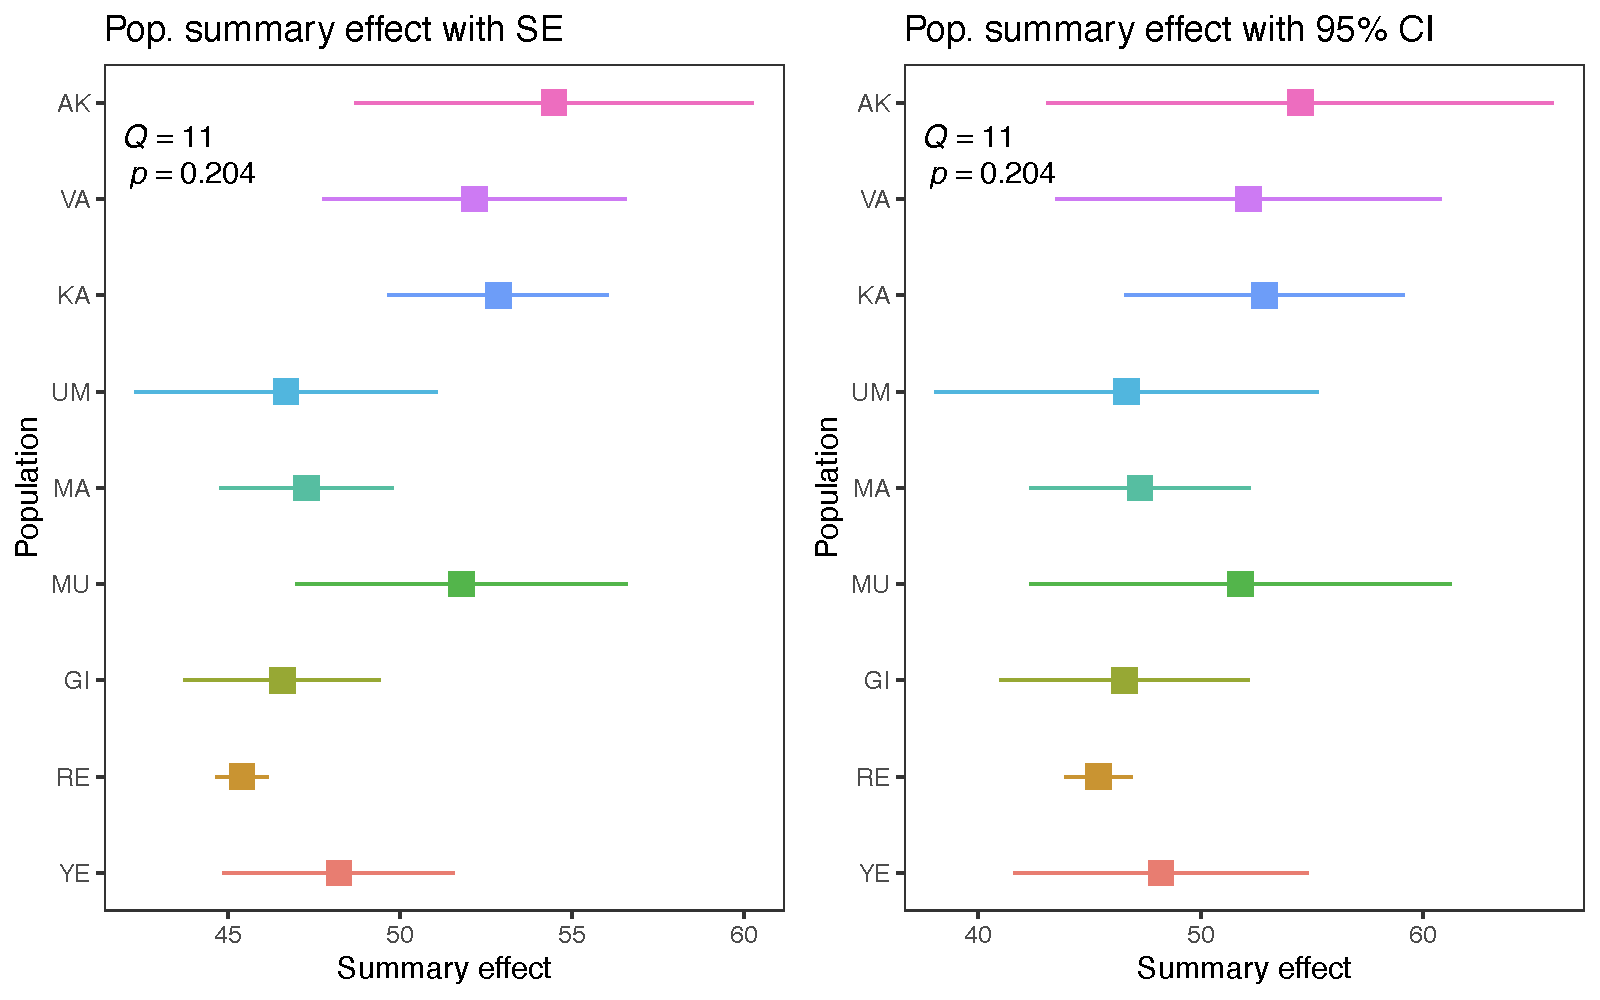 Pop. summary effect with SE
AK
Q = 11
p = 0.204
VA
KA
UM
MA
MU
GI
RE
YE
Population
45 50 55 60
Summary effect
Pop. summary effect with 95% CI
AK
Q = 11
p = 0.204
VA
KA
UM
MA
MU
GI
RE
YE
Population
40 50 60
Summary effect